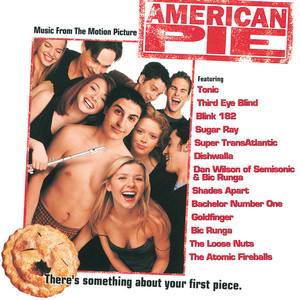 Music From The Motion Picture
AMERICAN
PIE
Featuring
Tonic
Third Eye Blind
Blink 182
Sugar Ray
Super TransAtlantic
Dishwalla
Dan Wilson of Semisonic
& Bic Runga
Shades Apart
Bachelor Number One
Goldfinger
Bic Runga
The Loose Nuts
The Atomic Fireballs
There's something about your first piece.